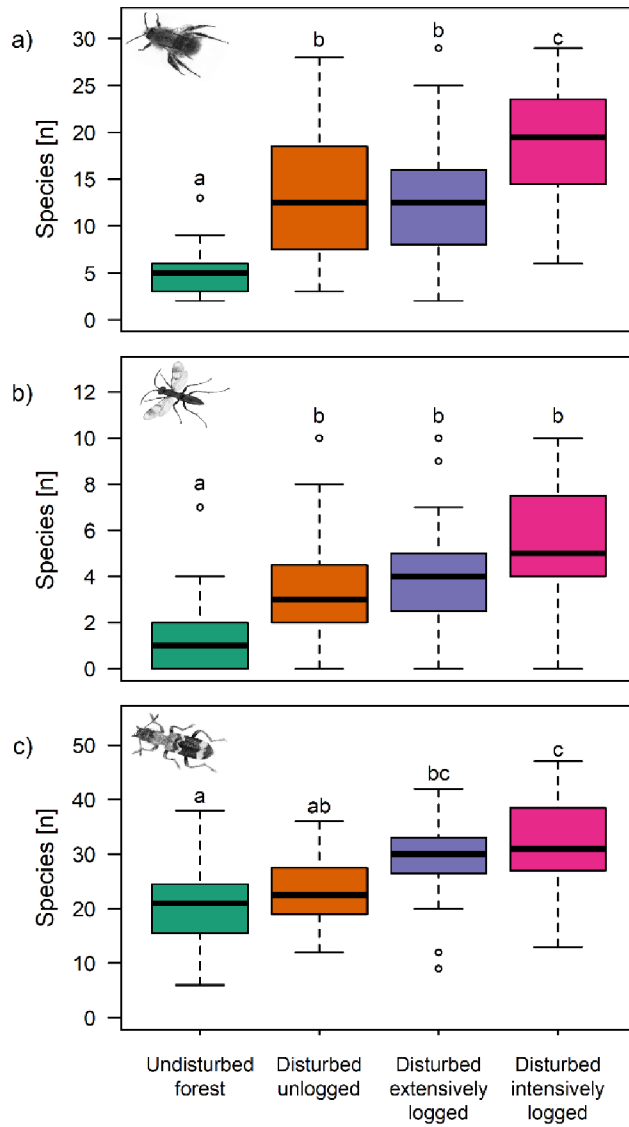 a)
Species [n]
30
25
20
15
10
5
0
a
b
b
c
b)
Species [n]
12
10
8
6
4
2
0
a
b
b
b
c)
Species [n]
50
40
30
20
10
0
a
ab
bc
c
Undisturbed
forest
Disturbed
unlogged
Disturbed
extensively
logged
Disturbed
intensively
logged